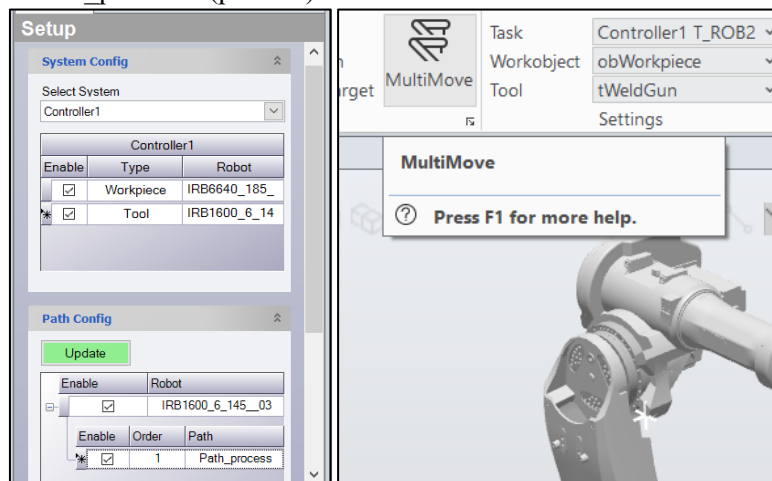 Setup
System Config
Select System
Controller1
Controller1
Enable Type Robot
Workpiece IRB6640_185_
Tool IRB1600_6_14
Path Config
Update
Enable Robot
IRB1600_6_145__03
Enable Order Path
1 Path_process
MultiMove
Task Controller1 T_ROB2
Workobject obWorkpiece
Tool tWeldGun
Settings
MultiMove
Press F1 for more help.